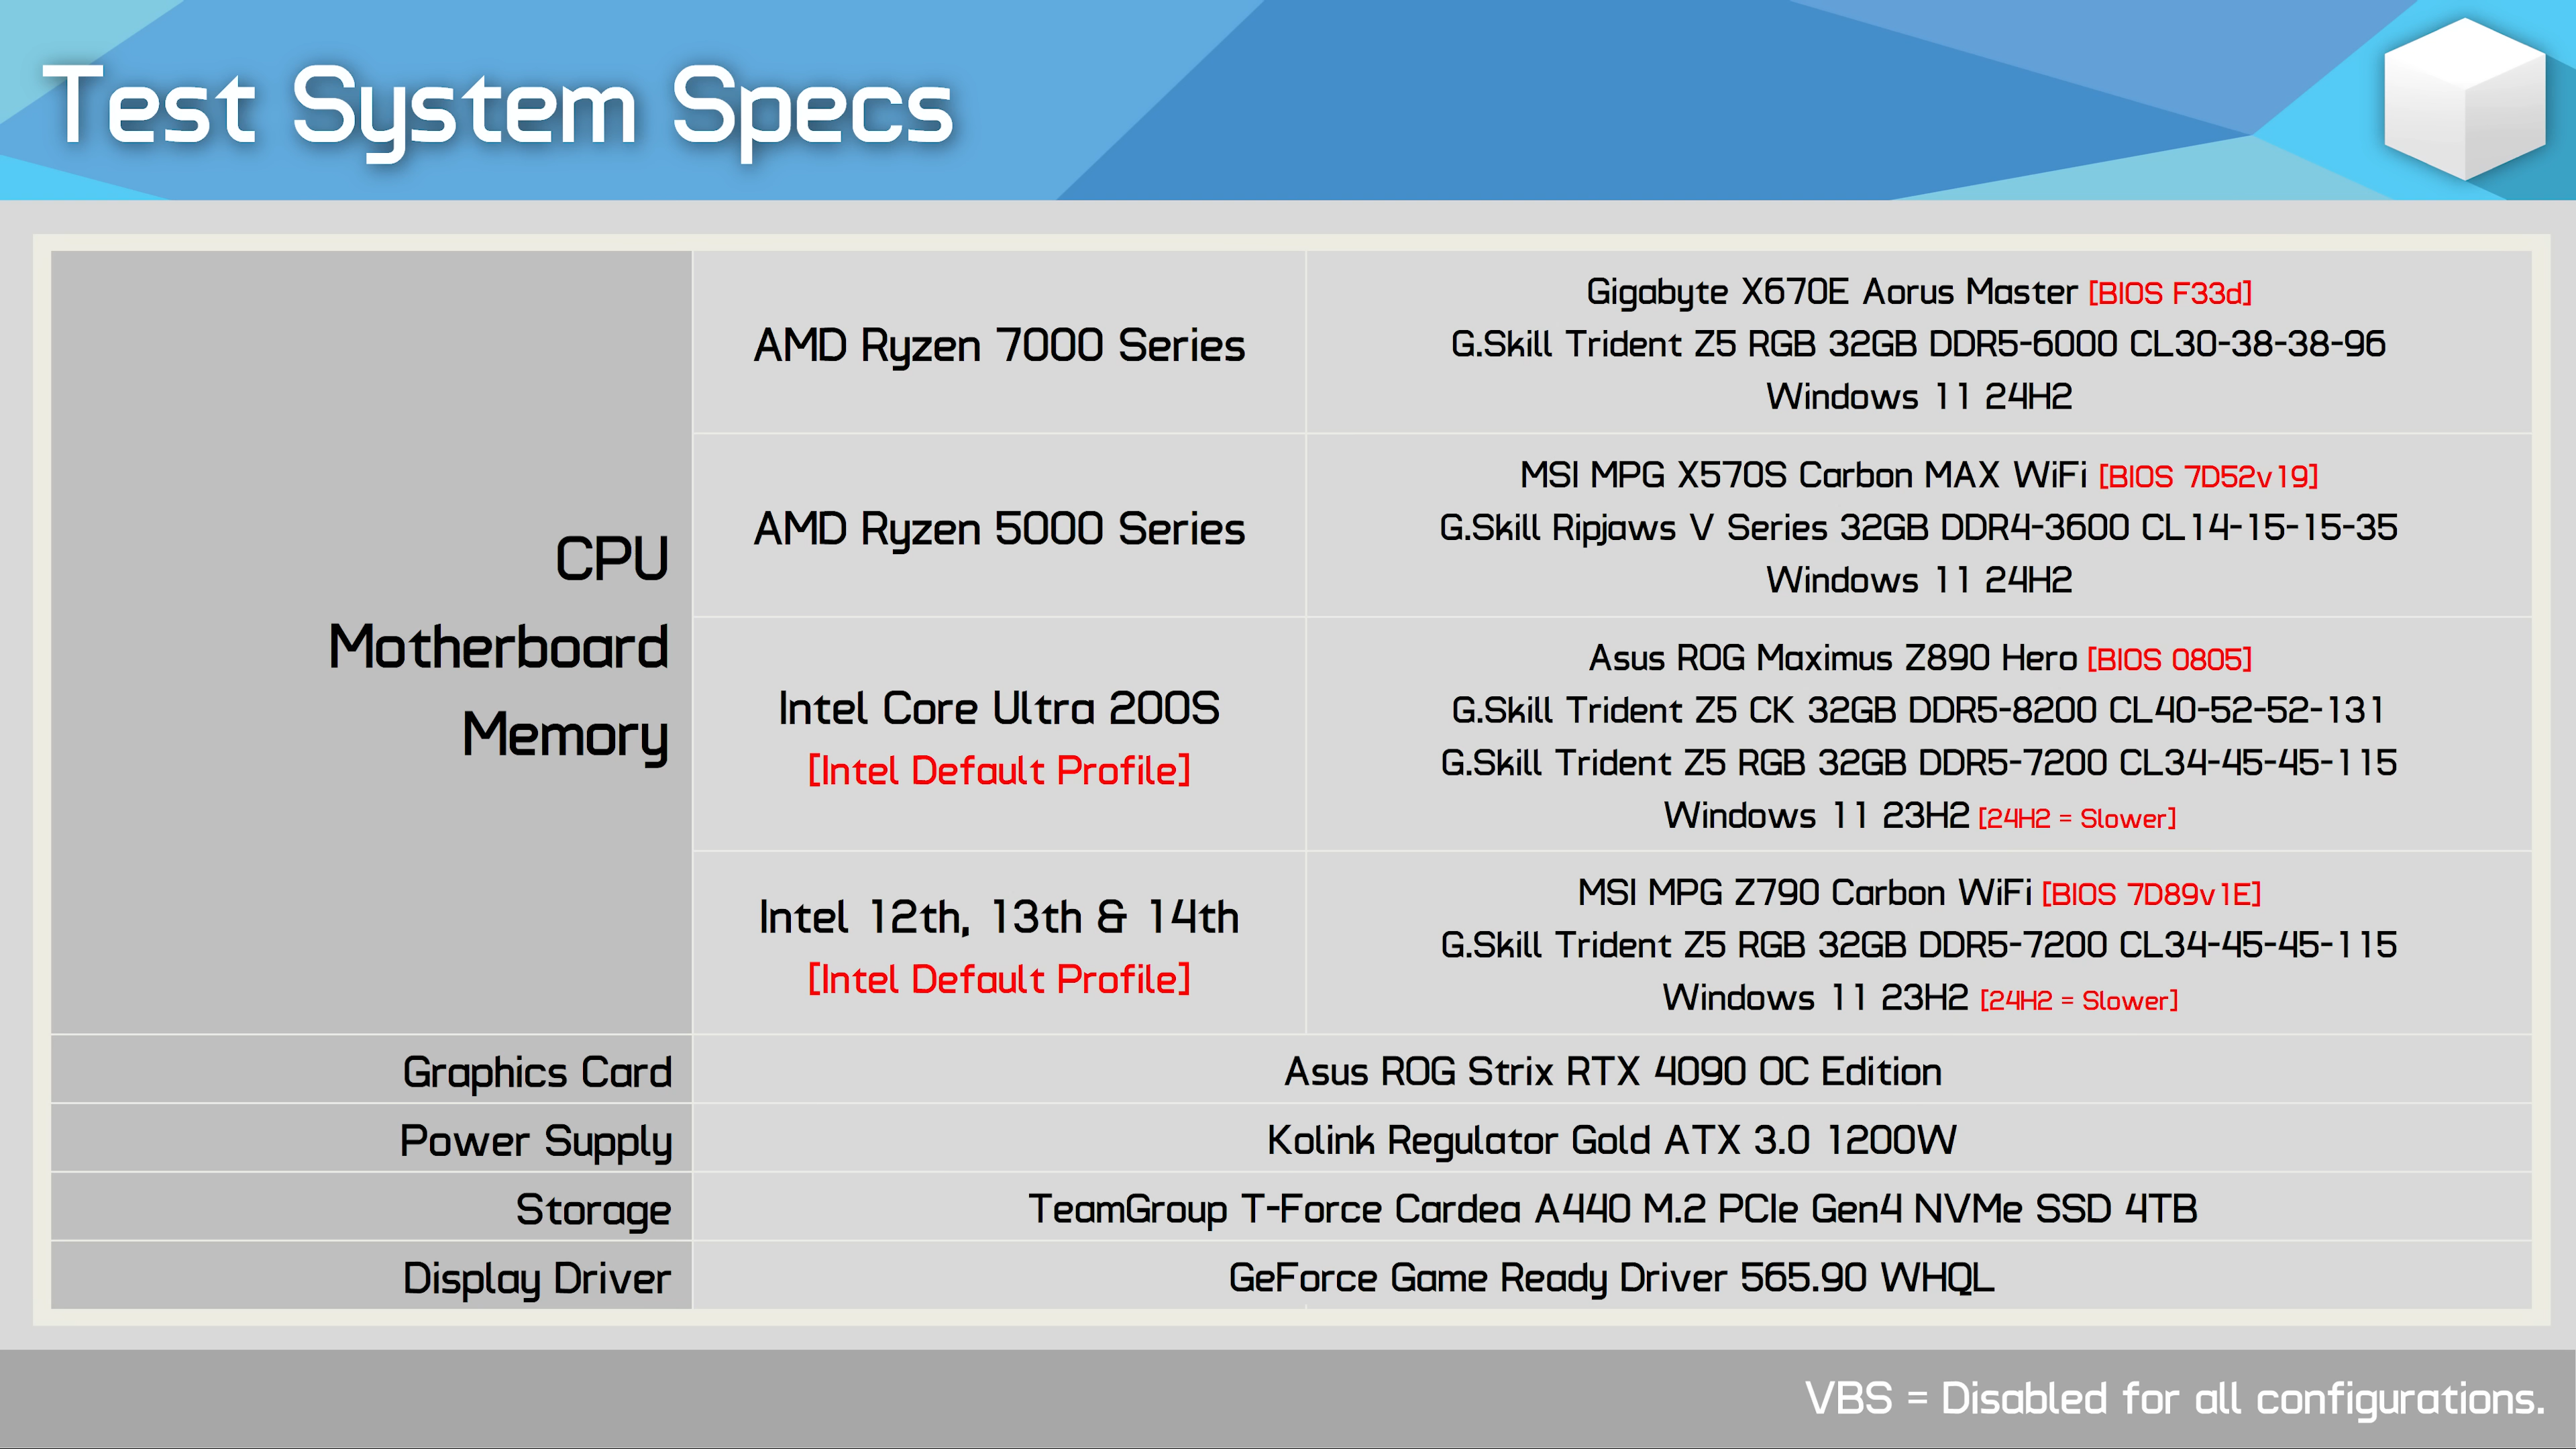 Test System Specs
CPU
Motherboard
Memory
AMD Ryzen 7000 Series
Gigabyte X670E Aorus Master [BIOS F33d]
G.Skill Trident Z5 RGB 32GB DDR5-6000 CL30-38-38-96
Windows 11 24H2
AMD Ryzen 5000 Series
MSI MPG X570S Carbon MAX WiFi [BIOS 7D52v19]
G.Skill Ripjaws V Series 32GB DDR4-3600 CL14-15-15-35
Windows 11 24H2
Intel Core Ultra 200S
[Intel Default Profile]
Asus ROG Maximus Z890 Hero [BIOS 0805]
G.Skill Trident Z5 CK 32GB DDR5-8200 CL40-52-52-131
G.Skill Trident Z5 RGB 32GB DDR5-7200 CL34-45-45-115
Windows 11 23H2 [24H2 = Slower]
Intel 12th, 13th & 14th
[Intel Default Profile]
MSI MPG Z790 Carbon WiFi [BIOS 7D89v1E]
G.Skill Trident Z5 RGB 32GB DDR5-7200 CL34-45-45-115
Windows 11 23H2 [24H2 = Slower]
Graphics Card
Asus ROG Strix RTX 4090 OC Edition
Power Supply
Kolink Regulator Gold ATX 3.0 1200W
Storage
TeamGroup T-Force Cardea A440 M.2 PCIe Gen4 NVMe SSD 4TB
Display Driver
GeForce Game Ready Driver 565.90 WHQL
VBS = Disabled for all configurations.